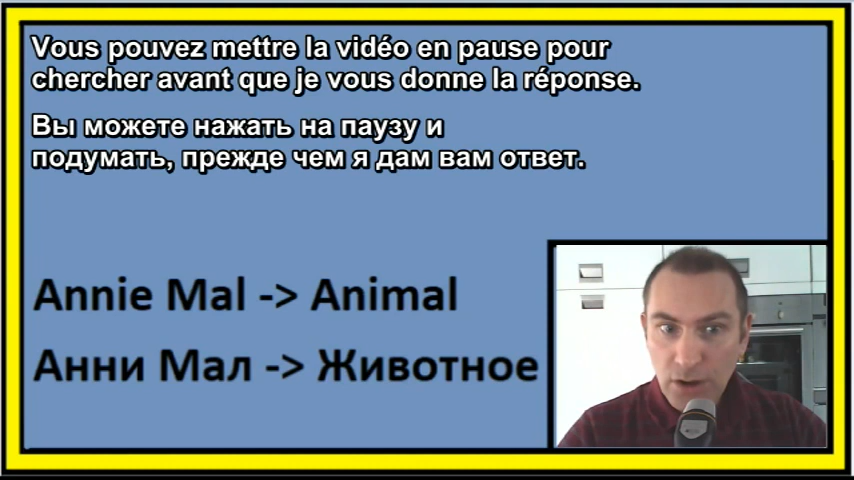 Vous pouvez mettre la vidéo en pause pour
chercher avant que je vous donne la réponse.
Вы можете нажать на паузу и
подумать, прежде чем я дам вам ответ.
Annie Mal -> Animal
Анни Мал -> Животное